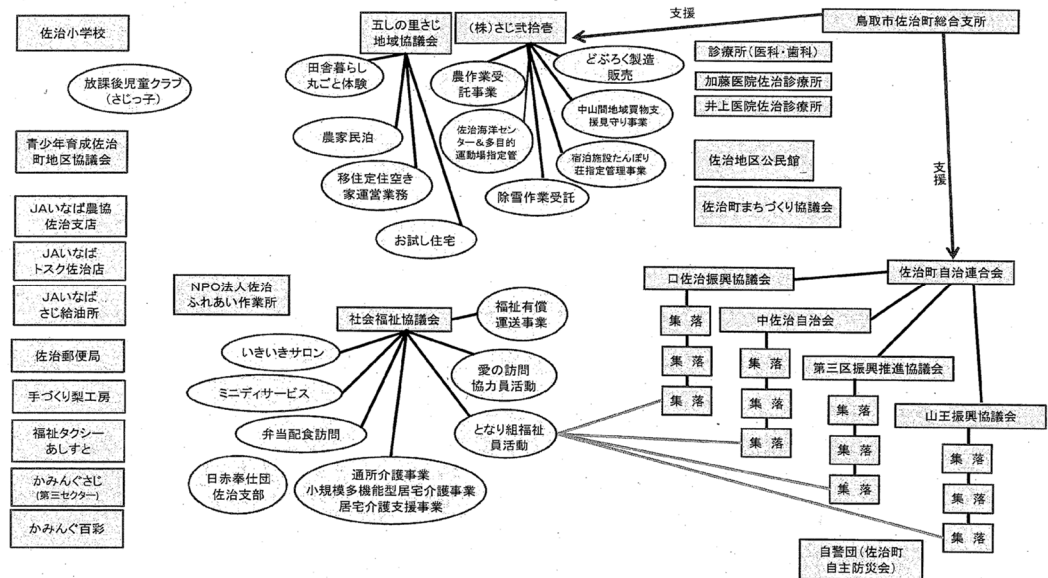 佐治小学校
放課後児童クラブ
(さじっ子)
青少年育成佐治
町地区協議会
JAいなば農協
佐治支店
JAいなば
トスク佐治店
JAいなば
さじ給油所
佐治郵便局
手づくり梨工房
福祉タクシー
あしすと
かみんぐさじ
(第三セクター)
かみんぐ百彩
五しの里さじ
地域協議会
田舎暮らし
丸ごと体験
農家民泊
移住定住空き
家運営業務
お試し住宅
(株)さじ弐拾壱
農作業受
託事業
佐治海洋セン
ター&多目的
運動場指定管
除雪作業受託
どぶろく製造
販売
中山間地域買物支
援見守り事業
宿泊施設たんぽり
荘指定管理事業
支援
鳥取市佐治町総合支所
支援
診療所(医科・歯科)
加藤医院佐治診療所
井上医院佐治診療所
佐治地区公民館
佐治町まちづくり協議会
NPO法人佐治
ふれあい作業所
社会福祉協議会
福祉有償
運送事業
いきいきサロン
ミニディサービス
弁当配食訪問
愛の訪問
協力員活動
となり組福祉
員活動
日赤奉仕団
佐治支部
通所介護事業
小規模多機能型居宅介護事業
居宅介護支援事業
佐治町自治連合会
口佐治振興協議会
集 落
集 落
集 落
中佐治自治会
集 落
集 落
集 落
第三区振興推進協議会
集 落
集 落
集 落
山王振興協議会
集 落
集 落
集 落
自警団(佐治町
自主防災会)